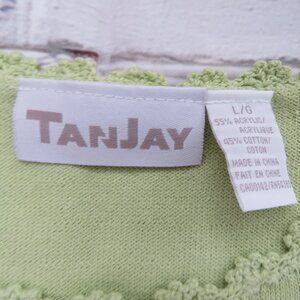 TANJAY
L/G
55% ACRYLIC/
ACRYLIQUE
45% COTTON/
COTON
MADE IN CHINA
FAIT EN CHINE